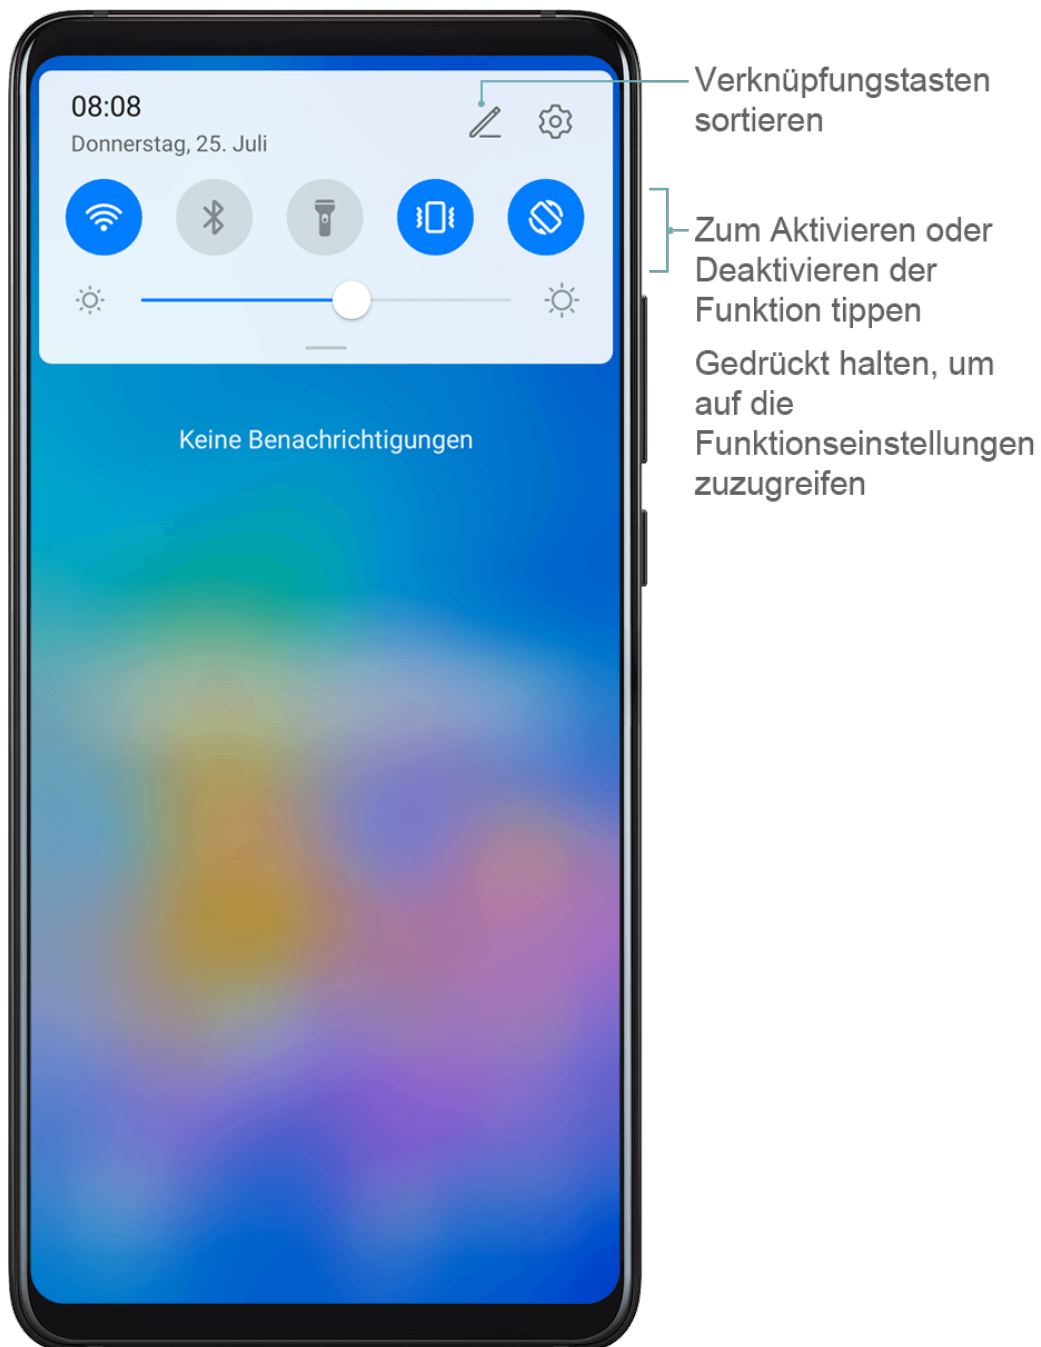 08:08
Donnerstag, 25. Juli
Keine Benachrichtigungen
Verknüpfungstasten
sortieren
Zum Aktivieren oder
Deaktivieren der
Funktion tippen
Gedrückt halten, um
auf die
Funktionseinstellungen
zuzugreifen